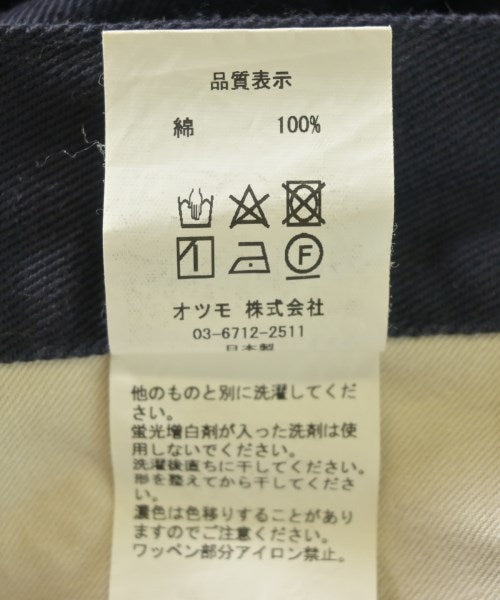 品質表示
綿 100%
F
オツモ 株式会社
03-6712-2511
日本製
他のものと別に洗濯してくだ
さい。
蛍光増白剤が入った洗剤は使
用しないでください。
洗濯後直ちに干してください。
形を整えてから干してくださ
い。
濃色は色移りすることがあり
ますのでご注意ください。
ワッペン部分アイロン禁止。